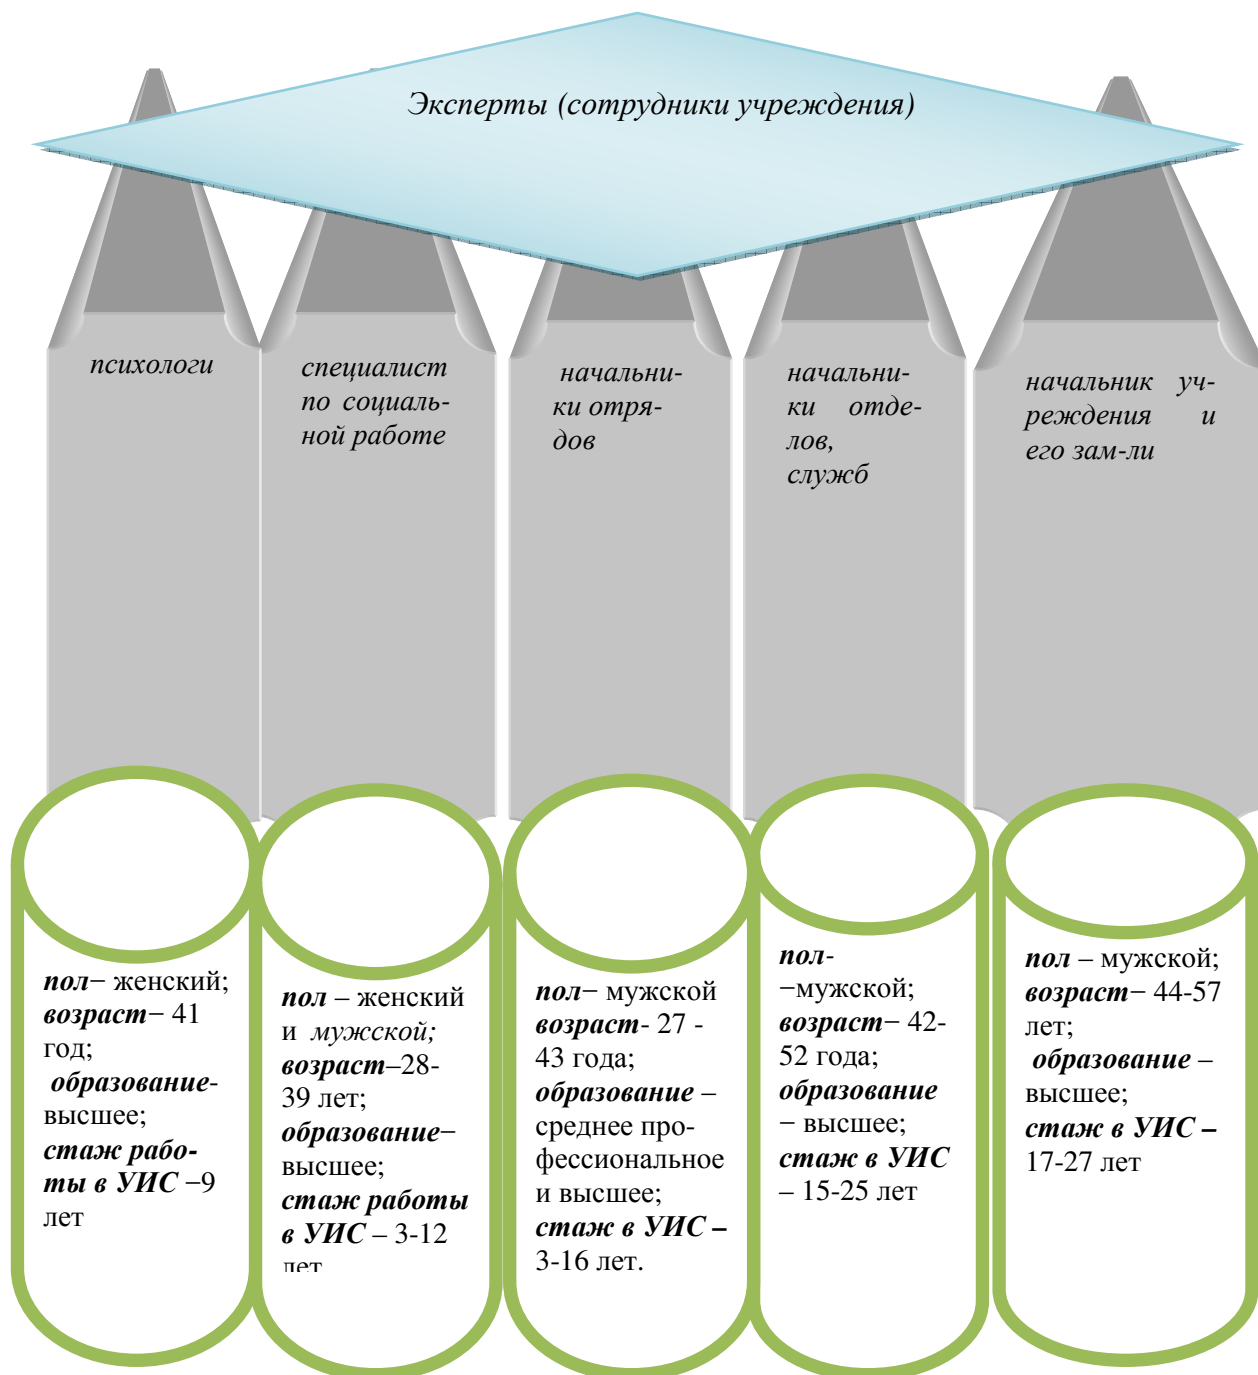 Эксперты (сотрудники учреждения)
психологи
специалист
по социаль-
ной работе
начальни-
ки отря-
дов
начальни-
ки отде-
лов,
служб
начальник уч-
реждения и
его зам-ли
пол− женский;
возраст− 41
год;
образование-
высшее;
стаж рабо-
ты в УИС −9
лет
пол – женский
и мужской;
возраст–28-
39 лет;
образование−
высшее;
стаж работы
в УИС – 3-12
лет
пол− мужской
возраст- 27 -
43 года;
образование –
среднее про-
фессиональное
и высшее;
стаж в УИС –
3-16 лет.
пол-
−мужской;
возраст− 42-
52 года;
образование
− высшее;
стаж в УИС
– 15-25 лет
пол – мужской;
возраст− 44-57
лет;
образование –
высшее;
стаж в УИС –
17-27 лет